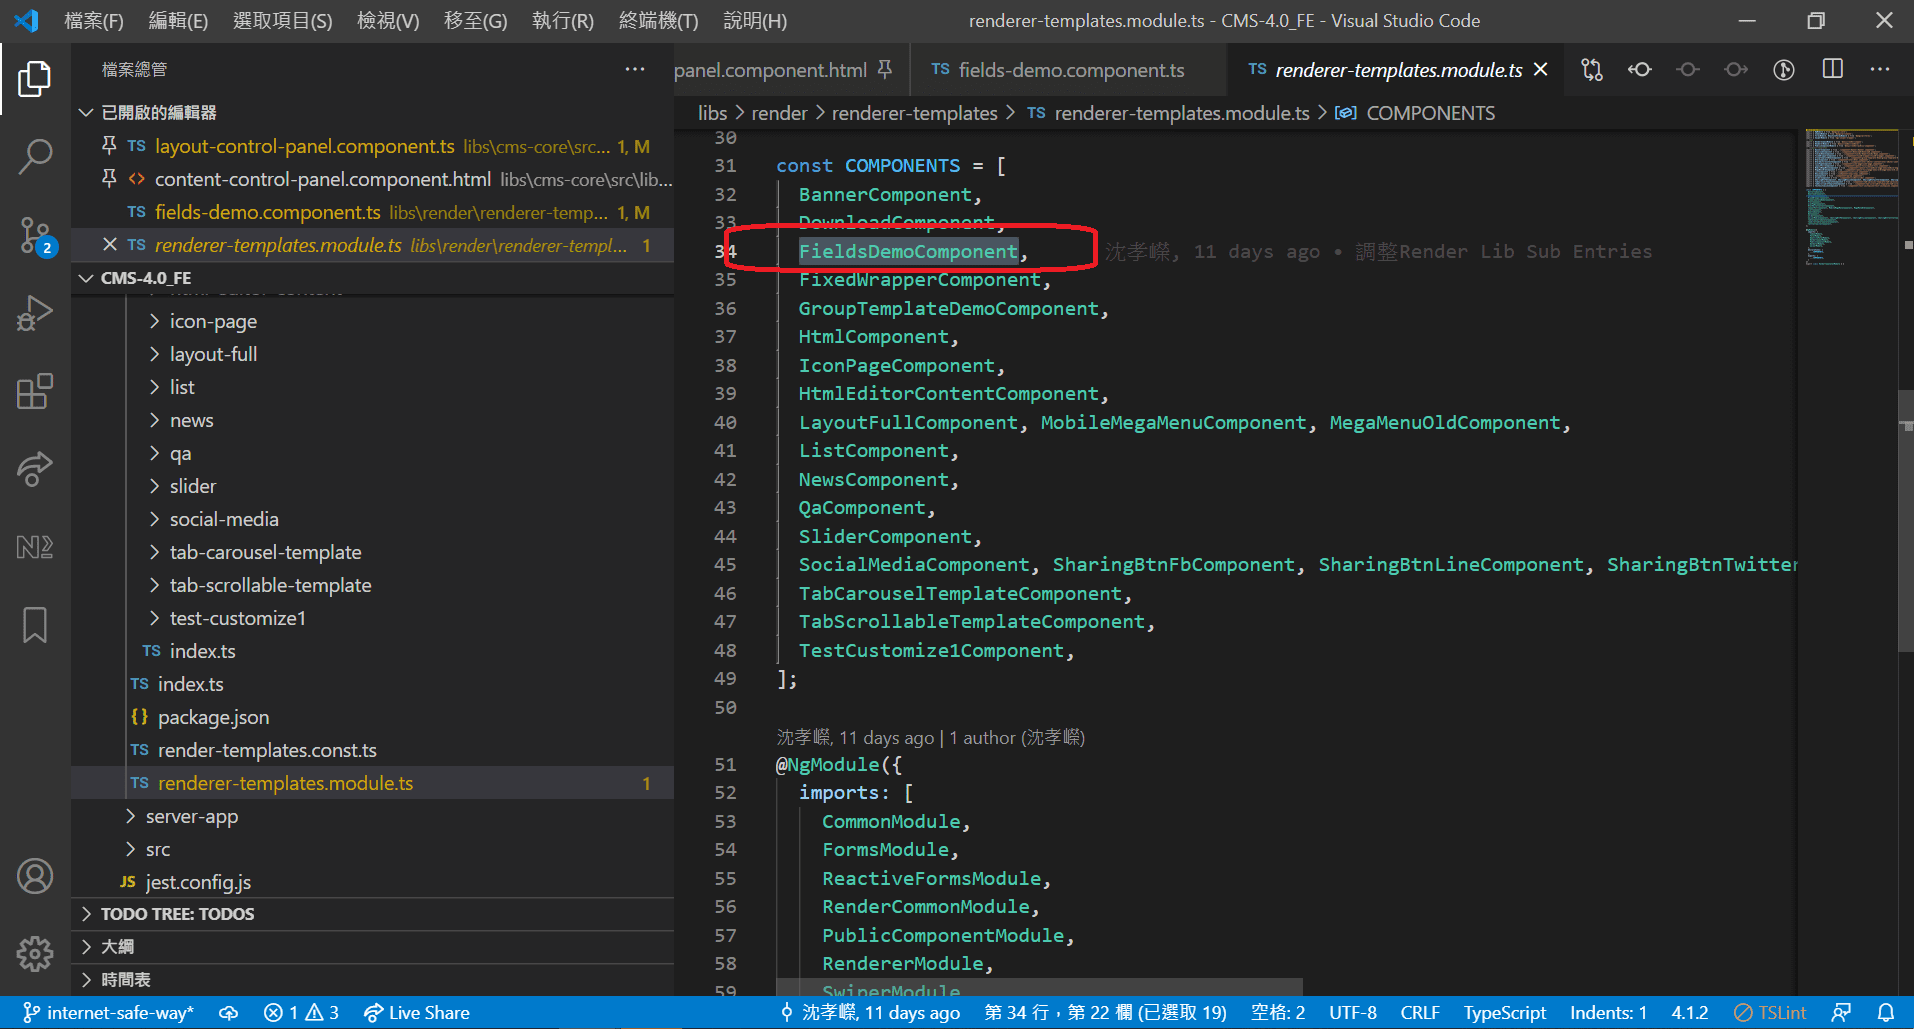 檔案(F) 編輯(E) 選取項目(S) 檢視(V) 移至(G) 執行(R) 終端機(T) 說明(H) renderer-templates.module.ts - CMS-4.0_FE - Visual Studio Code
檔案總管
已開啟的編輯器
TS layout-control-panel.component.ts libs\cms-core\src... 1, M
<> content-control-panel.component.html libs\cms-core\src\lib...
TS fields-demo.component.ts libs\render\renderer-temp... 1, M
TS renderer-templates.module.ts libs\render\renderer-templ... 1
CMS-4.0_FE
icon-page
layout-full
list
news
qa
slider
social-media
tab-carousel-template
tab-scrollable-template
test-customize1
TS index.ts
TS index.ts
{} package.json
TS render-templates.const.ts
TS renderer-templates.module.ts 1
server-app
src
JS jest.config.js
TODO TREE: TODOS
大綱
時間表
2
panel.component.html TS fields-demo.component.ts TS renderer-templates.module.ts
libs > render > renderer-templates > TS renderer-templates.module.ts > COMPONENTS
30
31 const COMPONENTS = [
32 BannerComponent,
33 DownloadComponent,
34 FieldsDemoComponent, 沈孝嶸, 11 days ago • 調整Render Lib Sub Entries
35 FixedWrapperComponent,
36 GroupTemplateDemoComponent,
37 HtmlComponent,
38 IconPageComponent,
39 HtmlEditorContentComponent,
40 LayoutFullComponent, MobileMegaMenuComponent, MegaMenuOldComponent,
41 ListComponent,
42 NewsComponent,
43 QaComponent,
44 SliderComponent,
45 SocialMediaComponent, SharingBtnFbComponent, SharingBtnLineComponent, SharingBtnTwitter
46 TabCarouselTemplateComponent,
47 TabScrollableTemplateComponent,
48 TestCustomize1Component,
49 ];
50
沈孝嶸, 11 days ago | 1 author (沈孝嶸)
51 @NgModule({
52 imports: [
53 CommonModule,
54 FormsModule,
55 ReactiveFormsModule,
56 RenderCommonModule,
57 PublicComponentModule,
58 RendererModule,
59 SwiperModule
internet-safe-way* 1 3 Live Share 沈孝嶸, 11 days ago 第 34 行，第 22 欄 (已選取 19) 空格: 2 UTF-8 CRLF TypeScript Indents: 1 4.1.2 TSLint